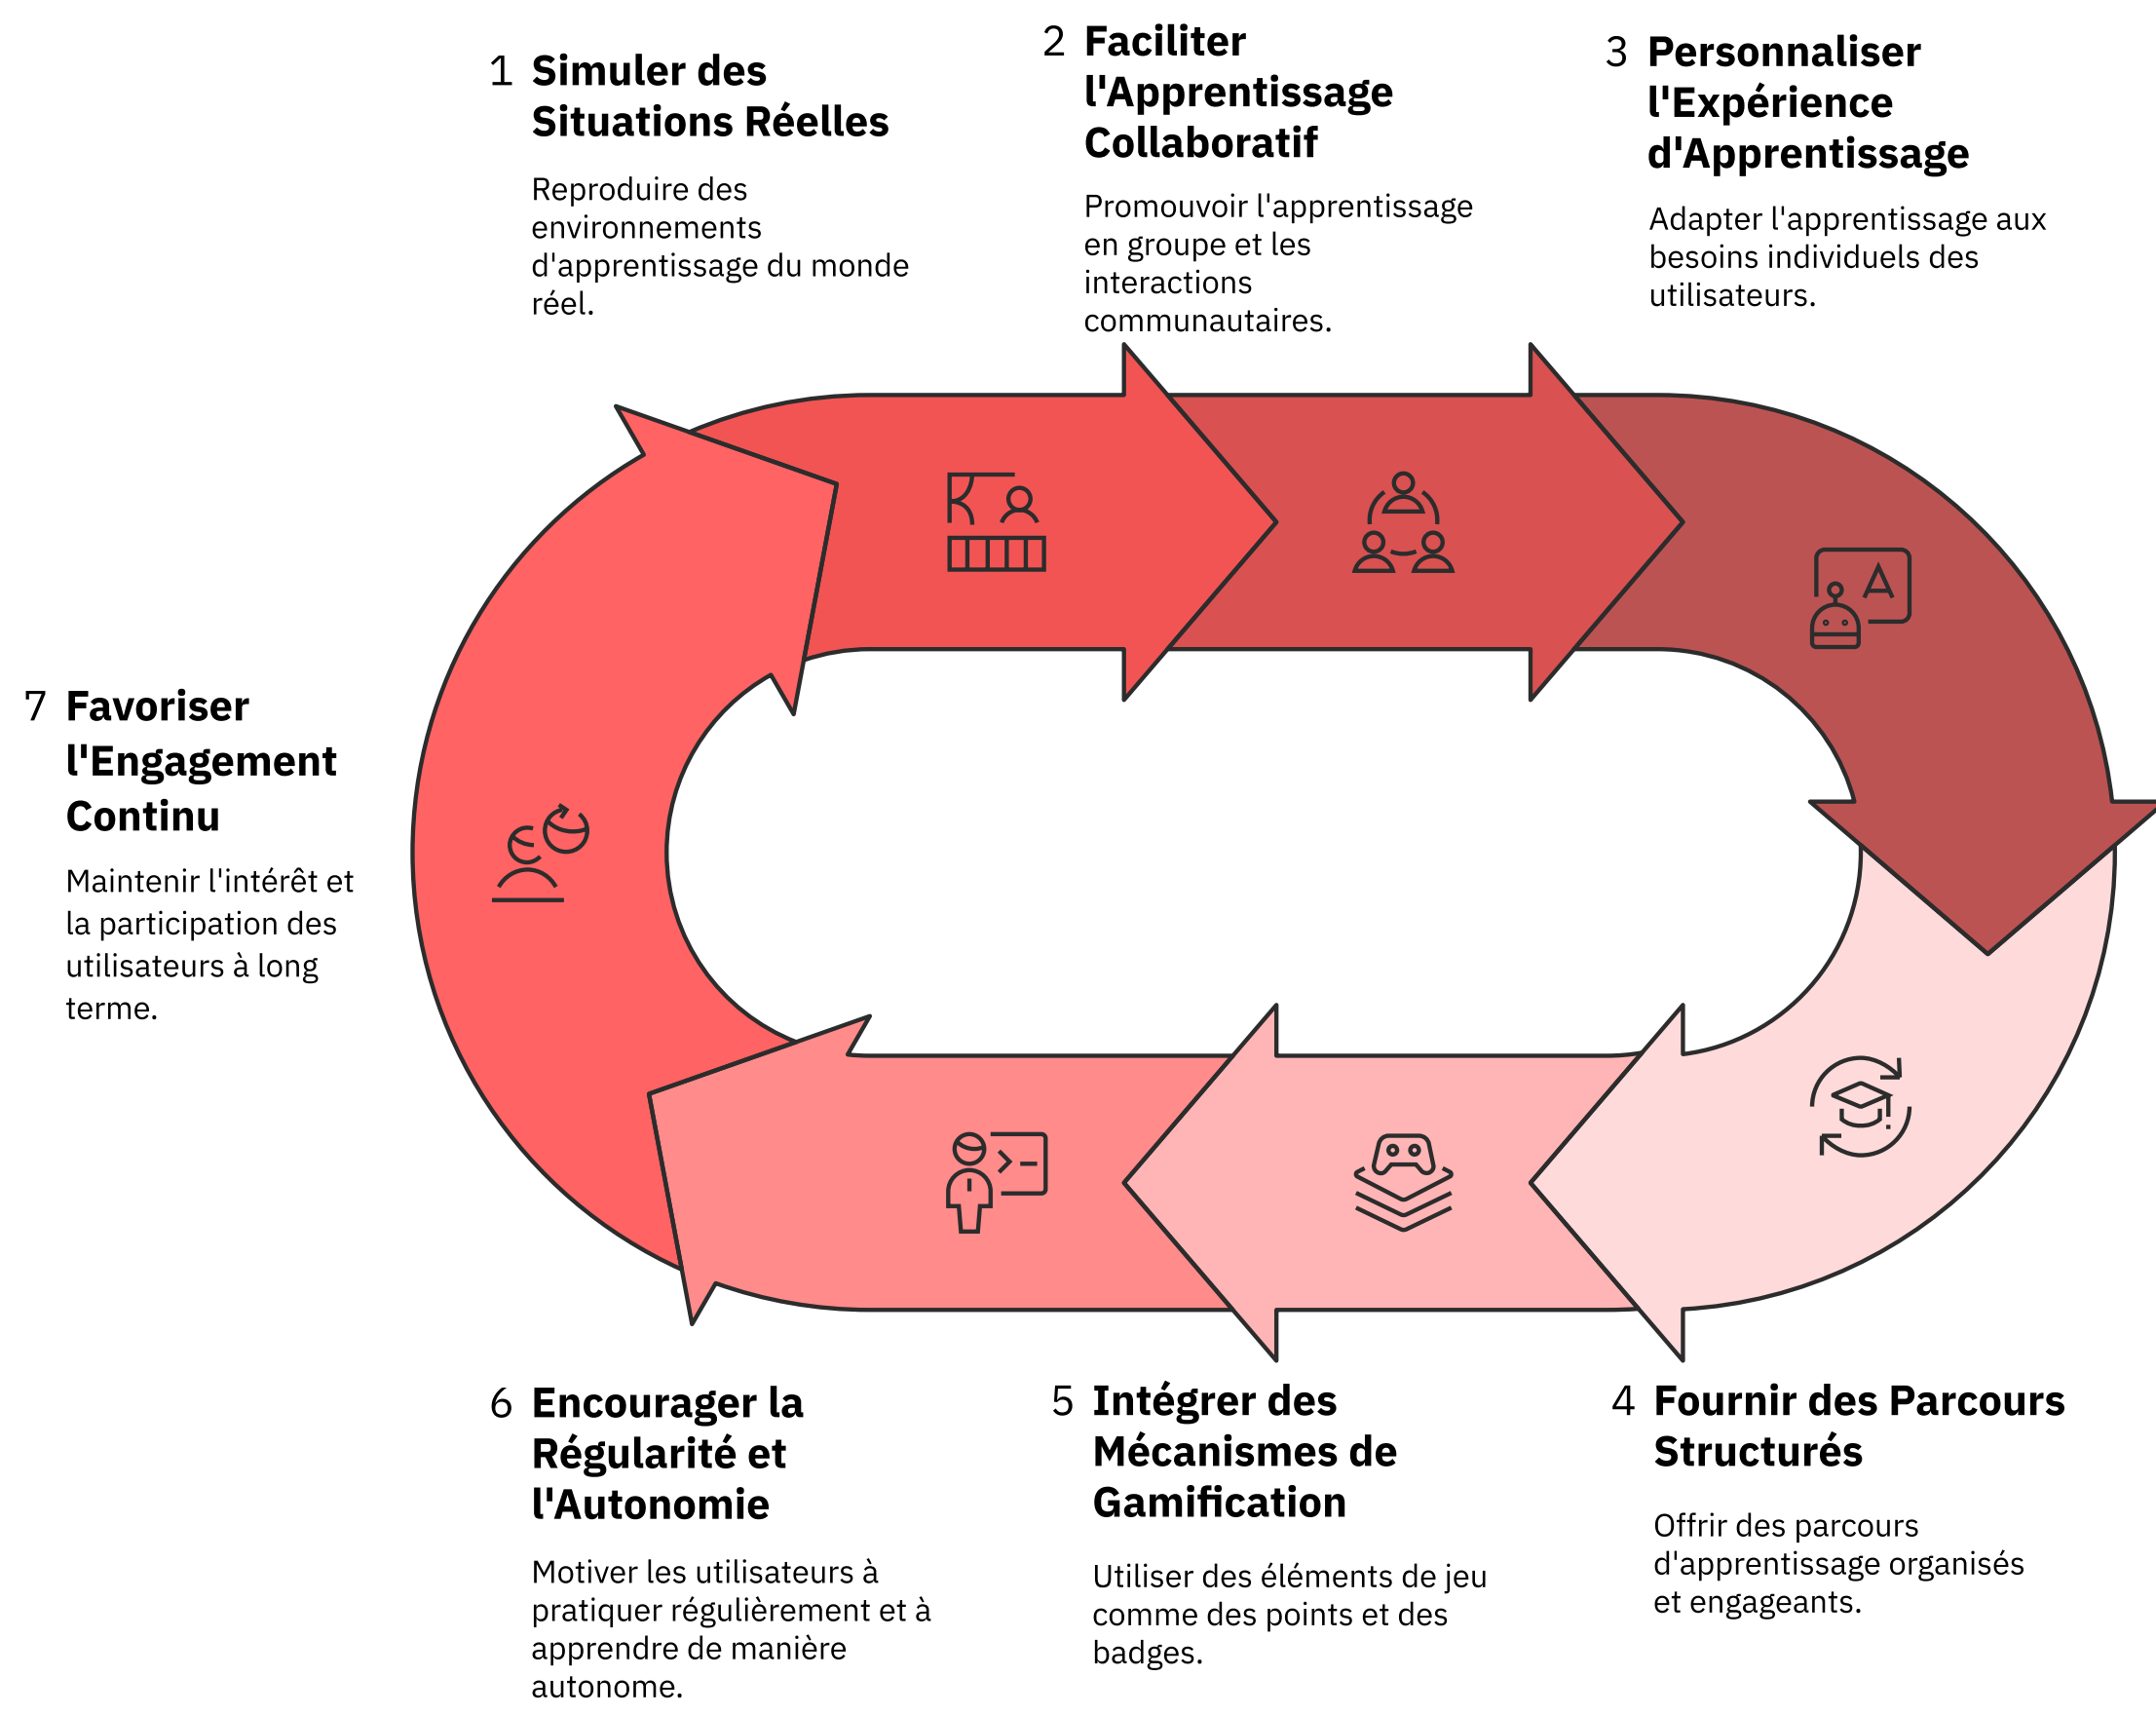 1 Simuler des
Situations Réelles
Reproduire des
environnements
d'apprentissage du monde
réel.
2 Faciliter
l'Apprentissage
Collaboratif
Promouvoir l'apprentissage
en groupe et les
interactions
communautaires.
3 Personnaliser
l'Expérience
d'Apprentissage
Adapter l'apprentissage aux
besoins individuels des
utilisateurs.
4 Fournir des Parcours
Structurés
Offrir des parcours
d'apprentissage organisés
et engageants.
5 Intégrer des
Mécanismes de
Gamification
Utiliser des éléments de jeu
comme des points et des
badges.
6 Encourager la
Régularité et
l'Autonomie
Motiver les utilisateurs à
pratiquer régulièrement et à
apprendre de manière
autonome.
7 Favoriser
l'Engagement
Continu
Maintenir l'intérêt et
la participation des
utilisateurs à long
terme.